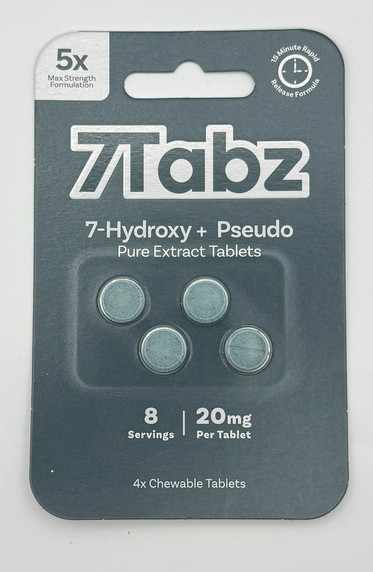 5x
Max Strength
Formulation
15 Minute Rapid
Release Formula
7Tabz
7-Hydroxy + Pseudo
Pure Extract Tablets
8
Servings
20mg
Per Tablet
4x Chewable Tablets